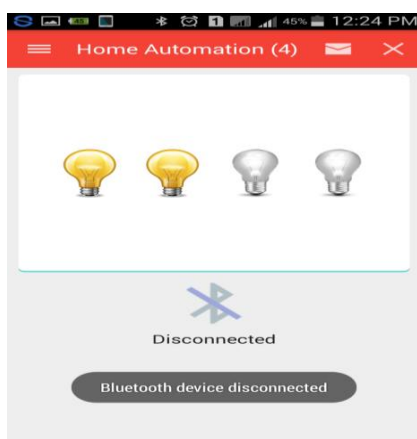 45% 12:24 PM
Home Automation (4)
Disconnected
Bluetooth device disconnected